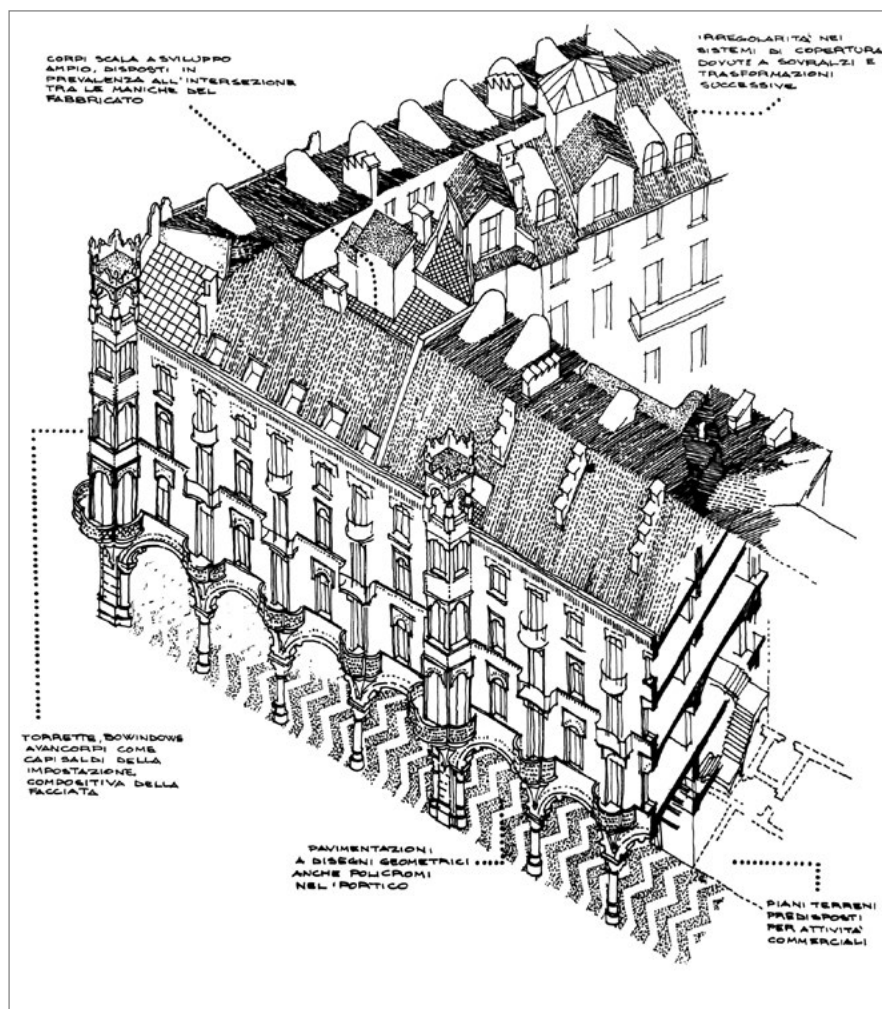 CORPI SCALA A SVILUPPO
AMPIO, DISPOSTI IN
PREVALENZA ALL'INTERSEZIONE
TRA LE MANICHE DEL
FABBRICATO
IRREGOLARITA' NEI
SISTEMI DI COPERTURA
DOVUTI A SOVRALZI E
TRASFORMAZIONI
SUCCESSIVE
TORRETTE, BOWINDOWS
AVANCORPI COME
CAPISALDI DELLA
IMPOSTAZIONE
COMPOSITIVA DELLA
FACCIATA
PAVIMENTAZIONI
A DISEGNI GEOMETRICI
ANCHE POLICROMI
NEL PORTICO
PIANI TERRENI
PREDISPOSTI
PER ATTIVITA'
COMMERCIALI